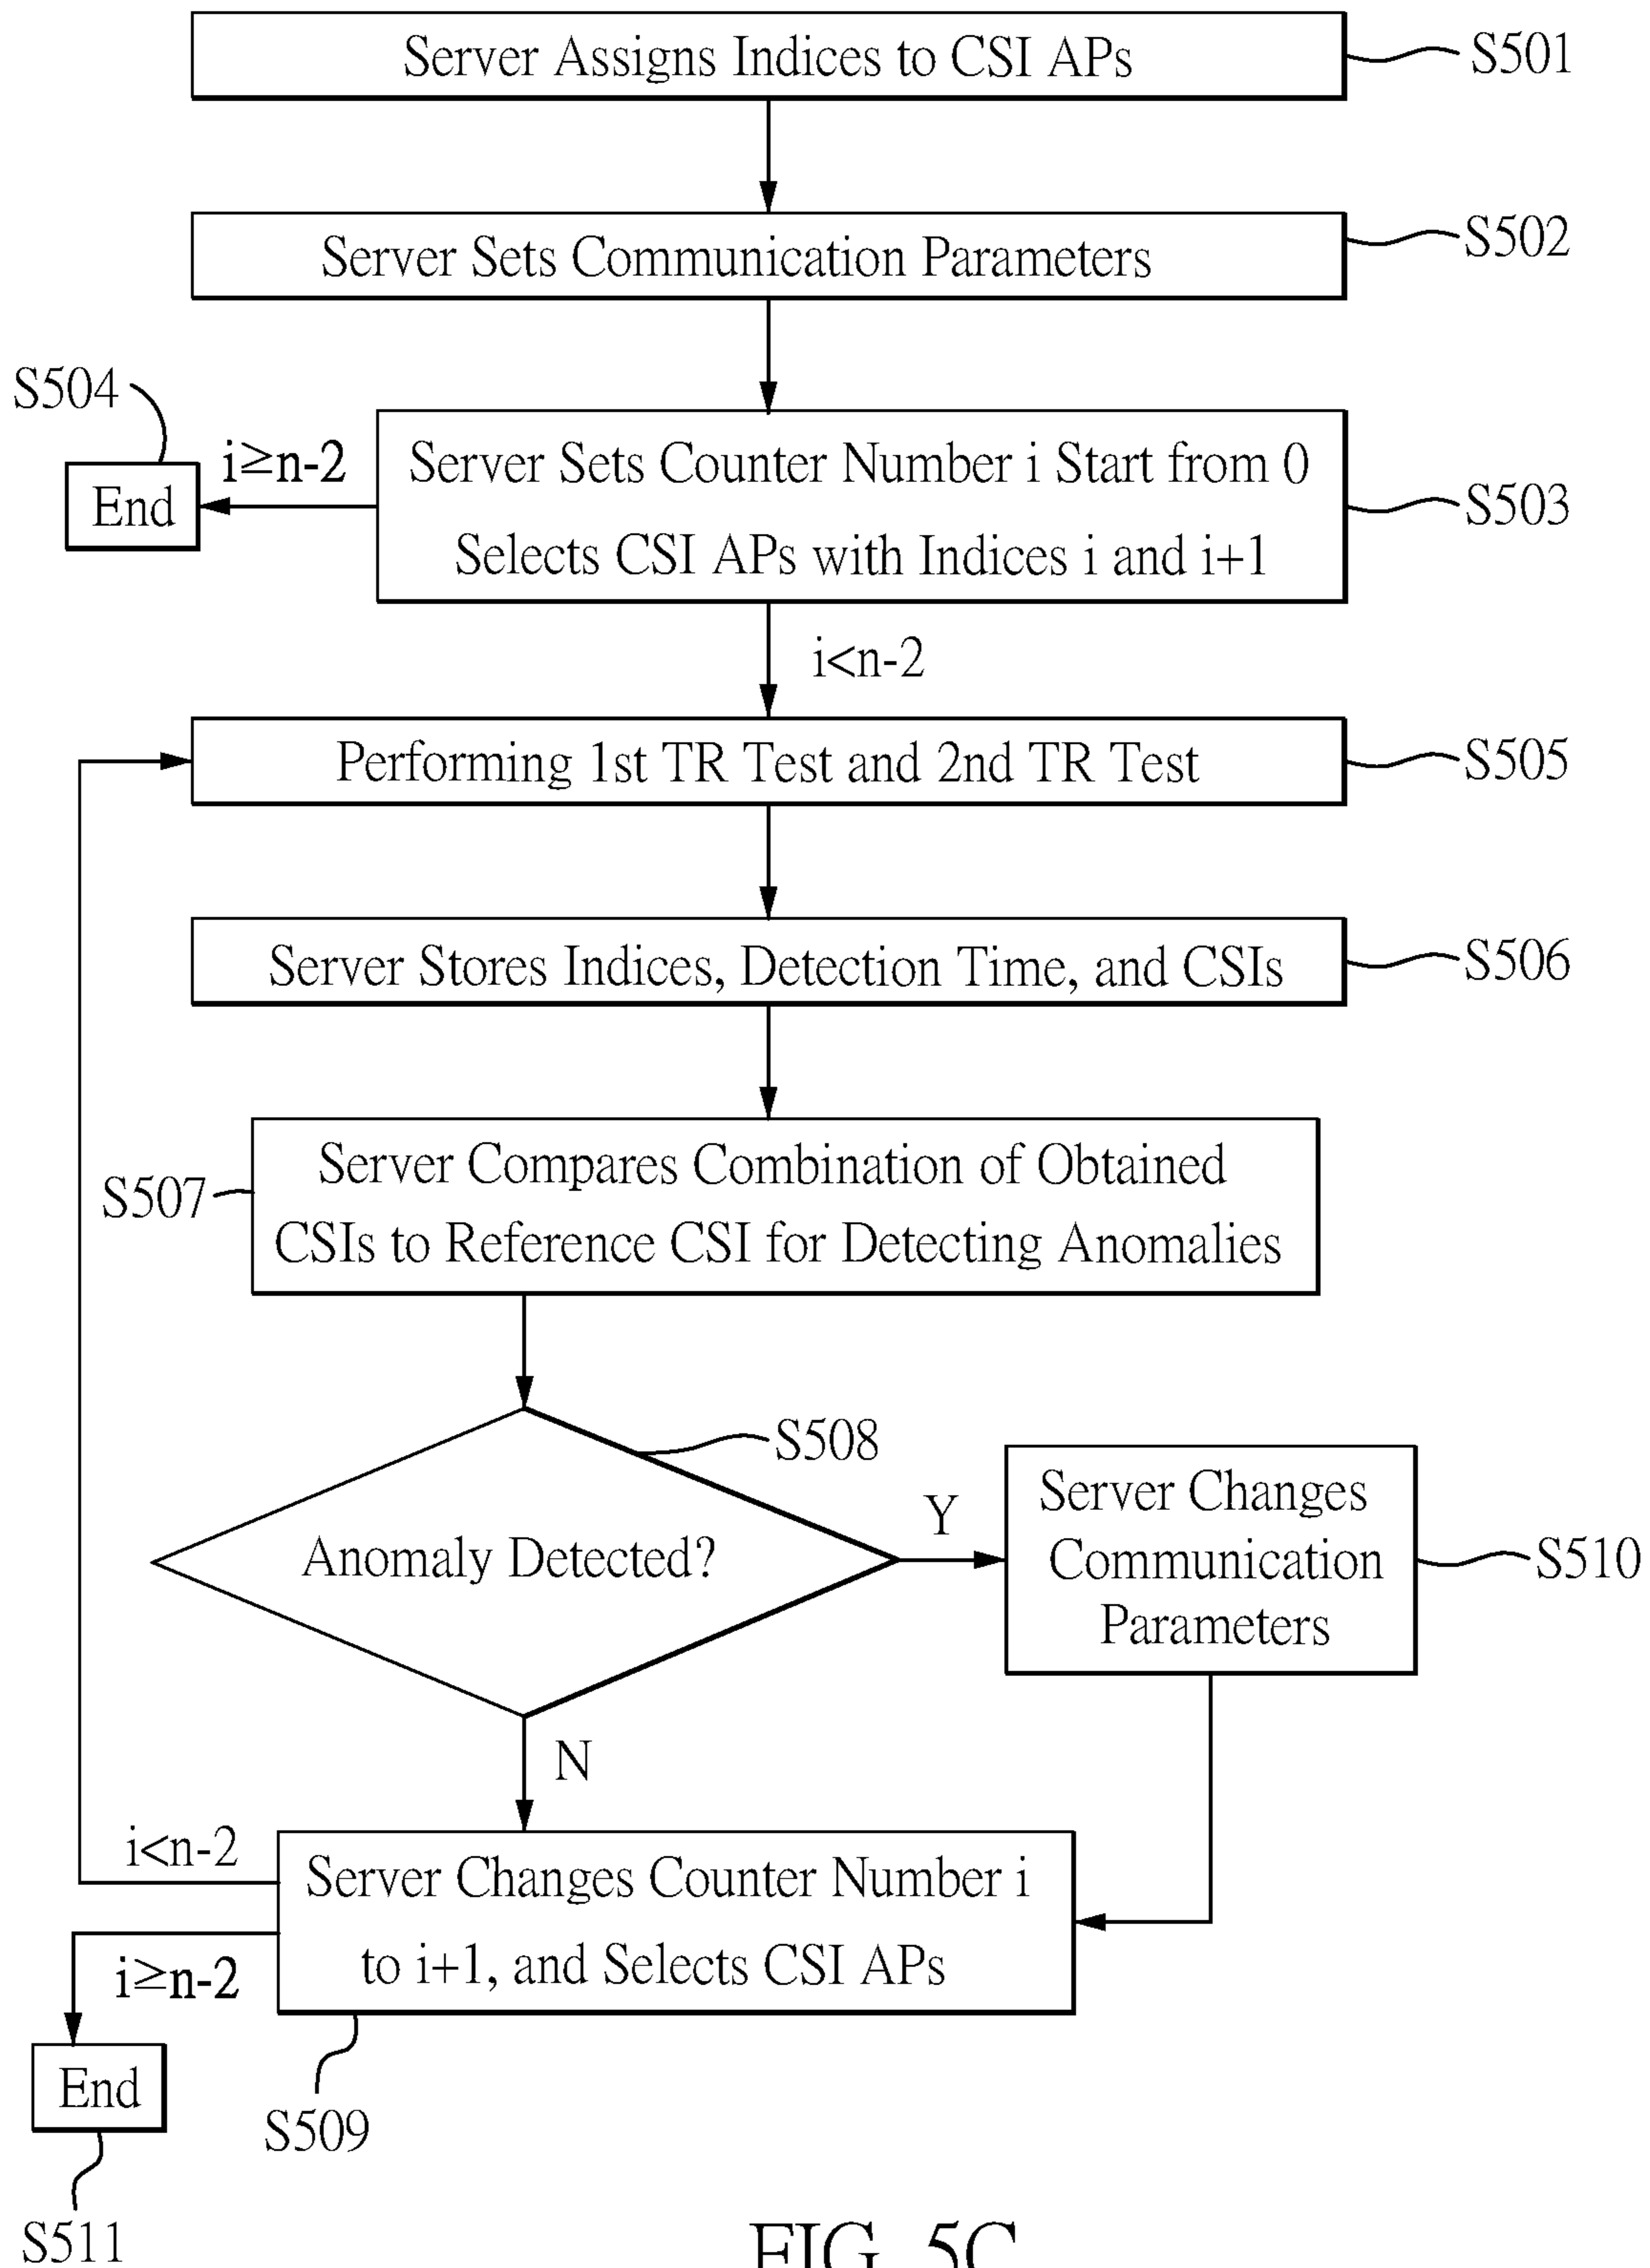 Server Assigns Indices to CSI APs
S501
Server Sets Communication Parameters
S502
S504
End
i≥n-2
Server Sets Counter Number i Start from 0
Selects CSI APs with Indices i and i+1
S503
i<n-2
Performing 1st TR Test and 2nd TR Test
S505
Server Stores Indices, Detection Time, and CSIs
S506
S507
Server Compares Combination of Obtained
CSIs to Reference CSI for Detecting Anomalies
S508
Anomaly Detected?
Y
Server Changes
Communication
Parameters
S510
N
i<n-2
Server Changes Counter Number i
to i+1, and Selects CSI APs
i≥n-2
End
S509
S511
FIG. 5C